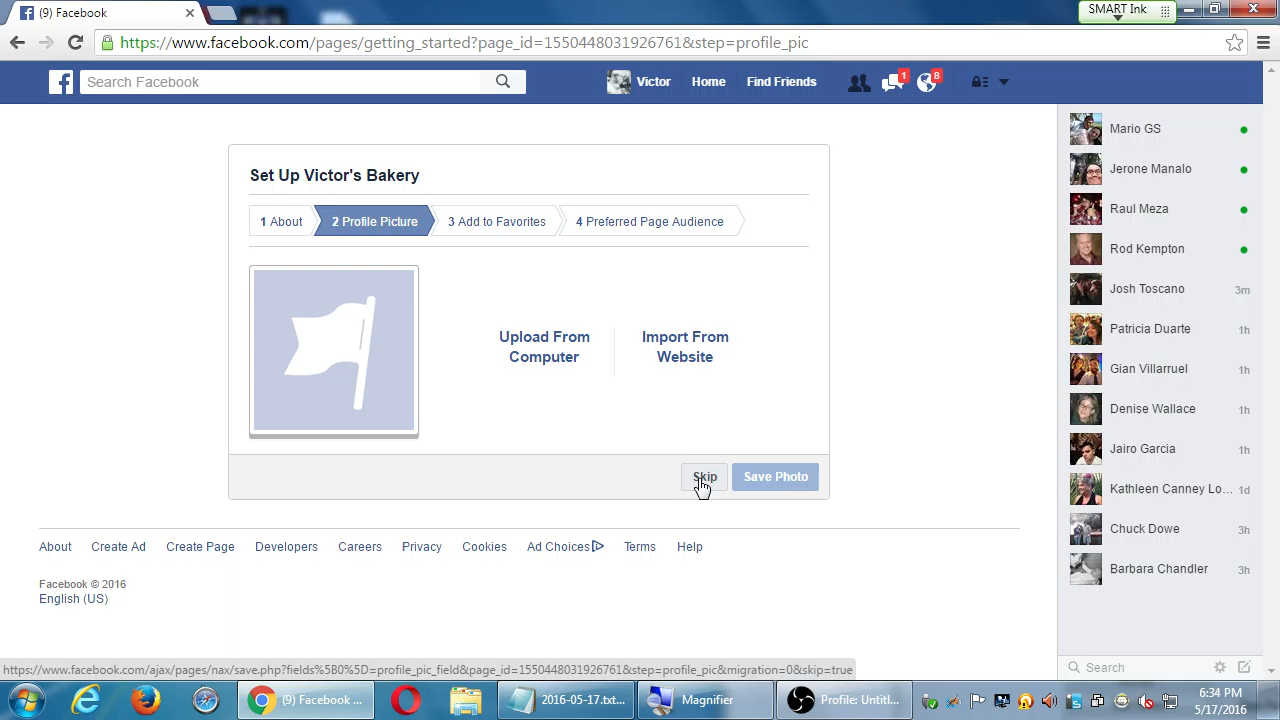 (9) Facebook
SMART Ink
https://www.facebook.com/pages/getting_started?page_id=1550448031926761&step=profile_pic
Search Facebook
Victor
Home
Find Friends
1
8
Set Up Victor's Bakery
1 About
2 Profile Picture
3 Add to Favorites
4 Preferred Page Audience
Upload From
Computer
Import From
Website
Skip
Save Photo
About
Create Ad
Create Page
Developers
Careers
Privacy
Cookies
Ad Choices
Terms
Help
Facebook © 2016
English (US)
Mario GS
Jerone Manalo
Raul Meza
Rod Kempton
Josh Toscano 3m
Patricia Duarte 1h
Gian Villarruel 1h
Denise Wallace 1h
Jairo Garcia 1h
Kathleen Canney Lo... 1d
Chuck Dowe 3h
Barbara Chandler 3h
Search
https://www.facebook.com/ajax/pages/nax/save.php?fields%5B0%5D=profile_pic_field&page_id=1550448031926761&step=profile_pic&migration=0&skip=true
(9) Facebook ...
2016-05-17.txt...
Magnifier
Profile: Untitl...
6:34 PM
5/17/2016